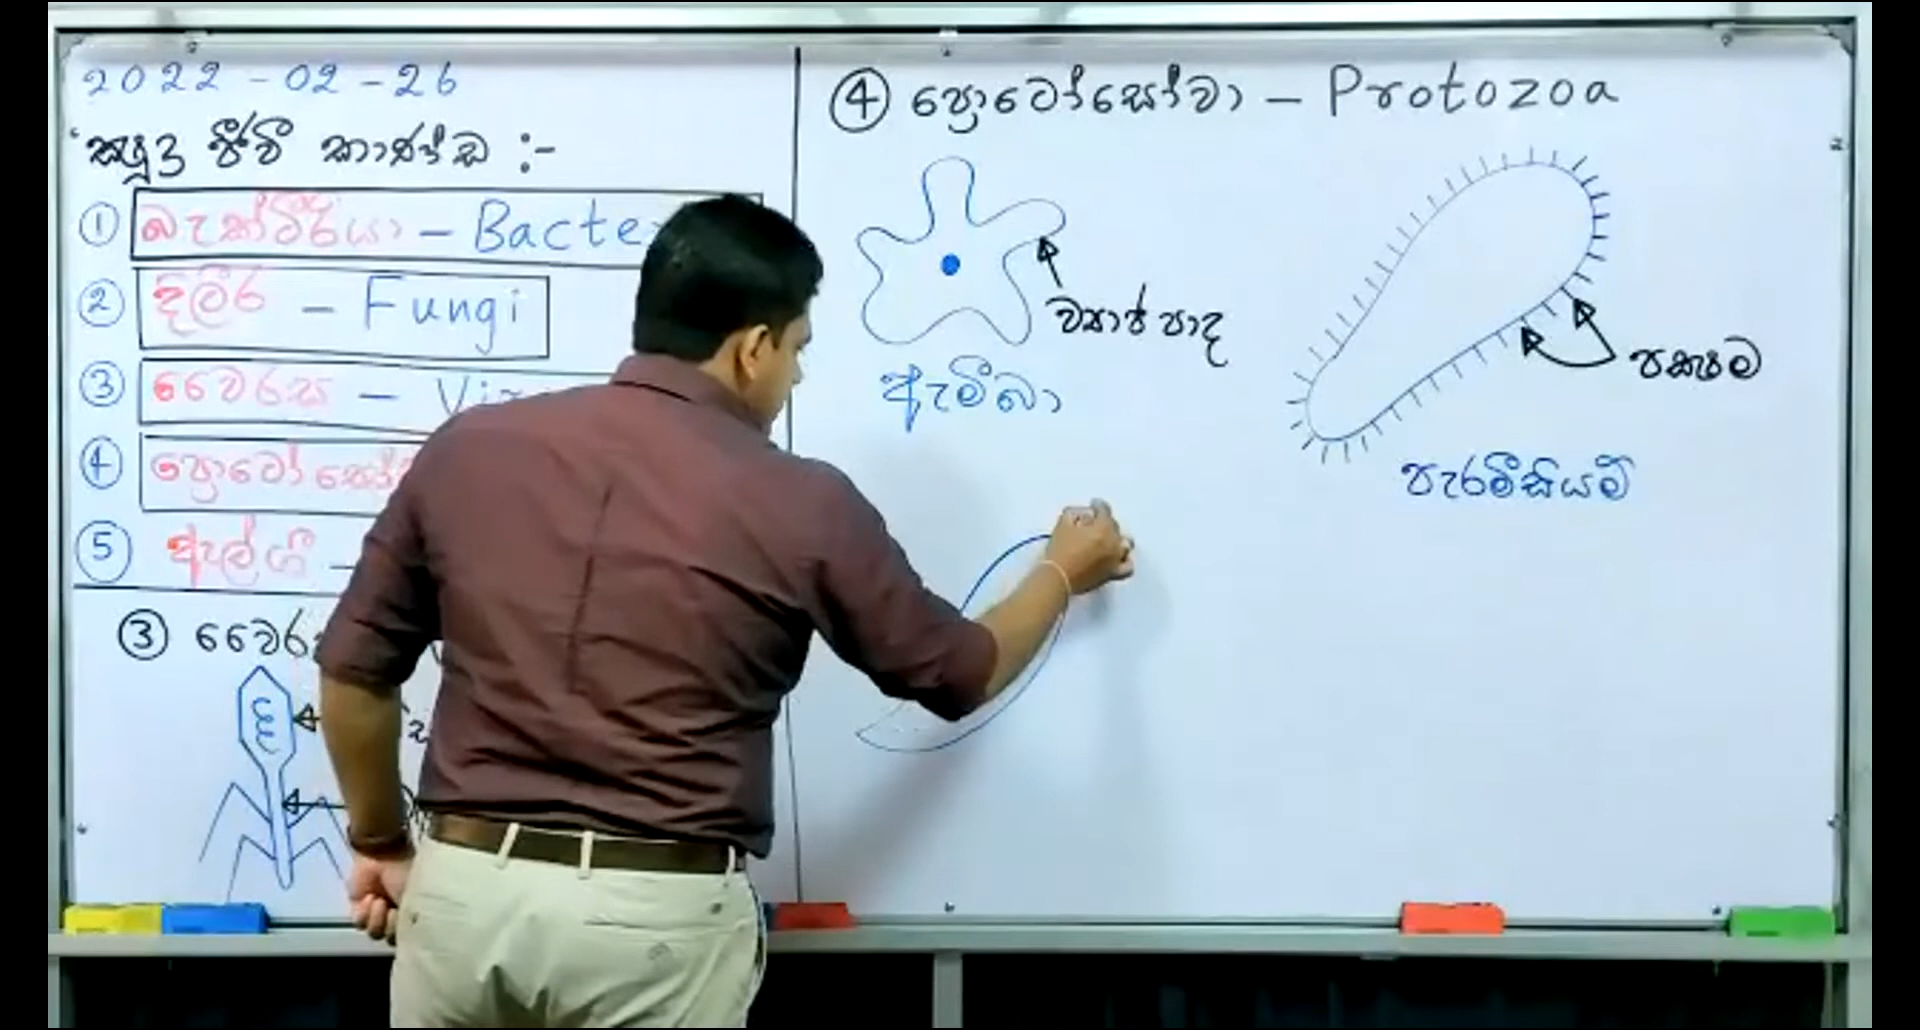 2022 - 02 - 26
ක්ෂුද්‍ර ජීවී කාණ්ඩ :-
① බැක්ටීරියා - Bacte
② දිලීර - Fungi
③ වෛරස -
④
⑤ ඇල්ගී -
③
④ ප්‍රොටෝසෝවා - Protozoa
ව්‍යාජ පාද
ඇමීබා
පක්ෂ්ම
පැරමීසියම්